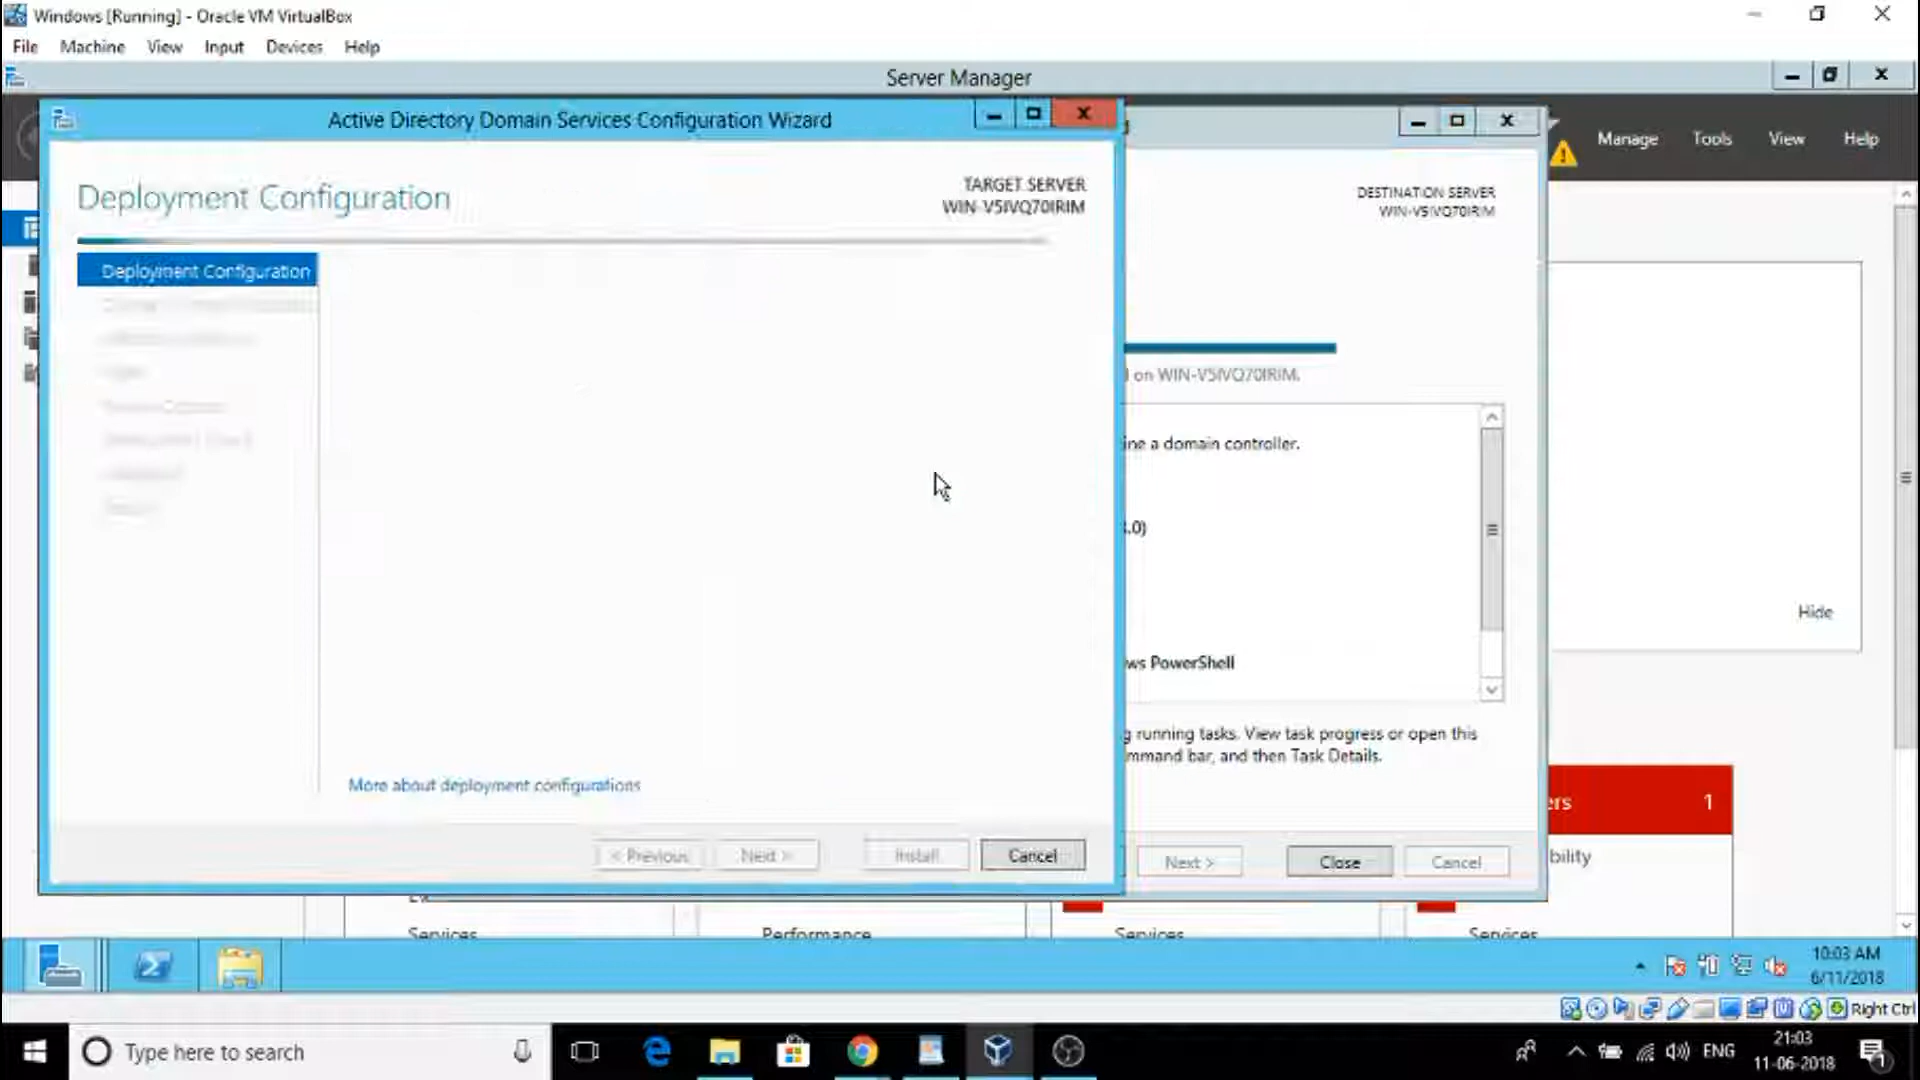 Windows [Running] - Oracle VM VirtualBox
File Machine View Input Devices Help
Server Manager
Active Directory Domain Services Configuration Wizard
Manage Tools View Help
Deployment Configuration
TARGET SERVER
WIN-V5IVQ70IRIM
DESTINATION SERVER
WIN-V5IVQ70IRIM
Deployment Configuration
on WIN-V5IVQ70IRIM.
ine a domain controller.
.0)
Hide
ws PowerShell
g running tasks. View task progress or open this
mmand bar, and then Task Details.
More about deployment configurations
ers 1
bility
< Previous Next > Install Cancel
Next > Close Cancel
Services Performance Services Services
10:03 AM
6/11/2018
Right Ctrl
Type here to search
ENG
21:03
11-06-2018
1